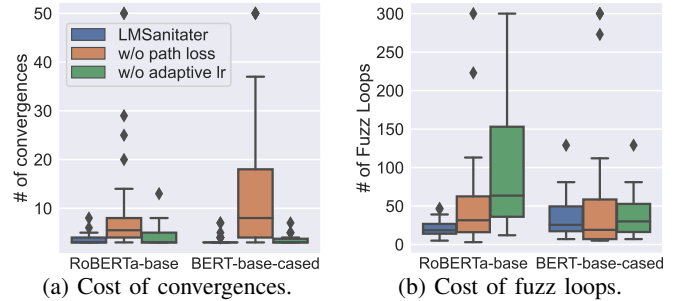 # of convergences
50
40
30
20
10
LMSanitater
w/o path loss
w/o adaptive lr
RoBERTa-base BERT-base-cased
(a) Cost of convergences.
# of Fuzz Loops
300
250
200
150
100
50
0
RoBERTa-base BERT-base-cased
(b) Cost of fuzz loops.